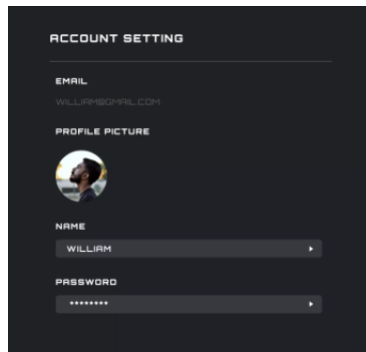 ACCOUNT SETTING
EMAIL
WILLIAM@GMAIL.COM
PROFILE PICTURE
NAME
WILLIAM
PASSWORD
********